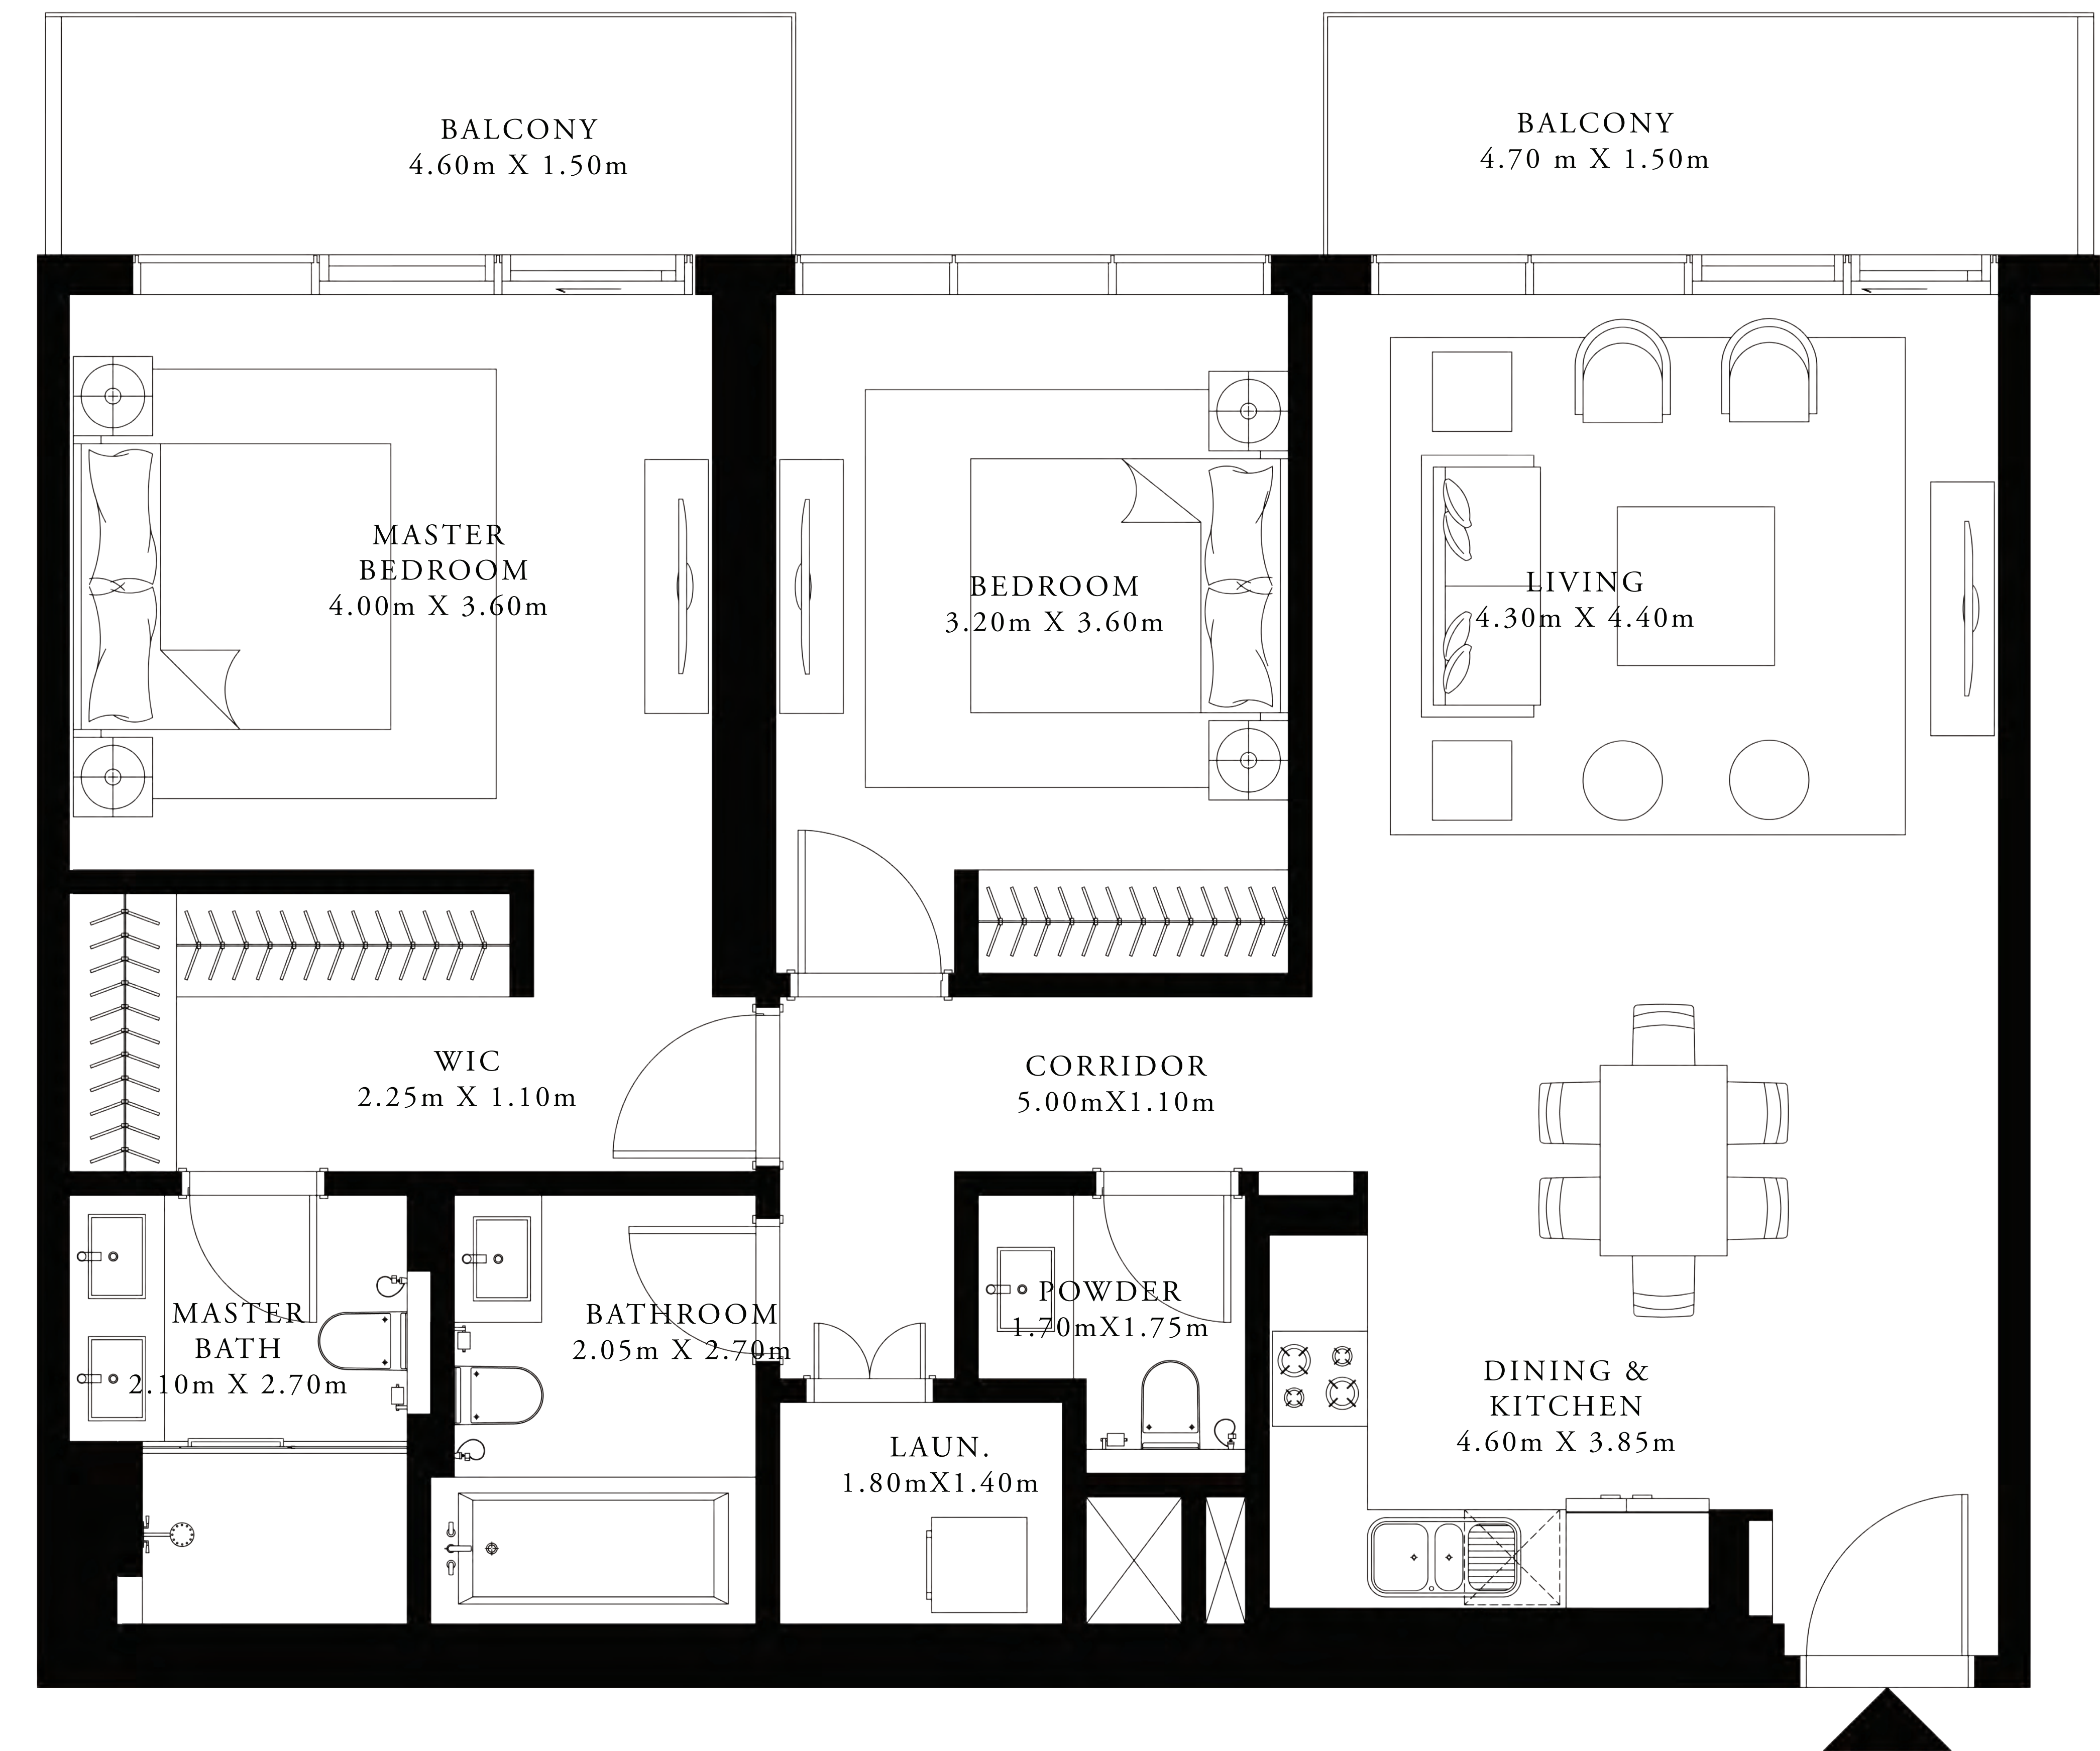 BALCONY
4.60m X 1.50m
BALCONY
4.70 m X 1.50m
MASTER
BEDROOM
4.00m X 3.60m
BEDROOM
3.20m X 3.60m
LIVING
4.30m X 4.40m
WIC
2.25m X 1.10m
CORRIDOR
5.00mX1.10m
MASTER
BATH
2.10m X 2.70m
BATHROOM
2.05m X 2.70m
POWDER
1.70mX1.75m
LAUN.
1.80mX1.40m
DINING &
KITCHEN
4.60m X 3.85m